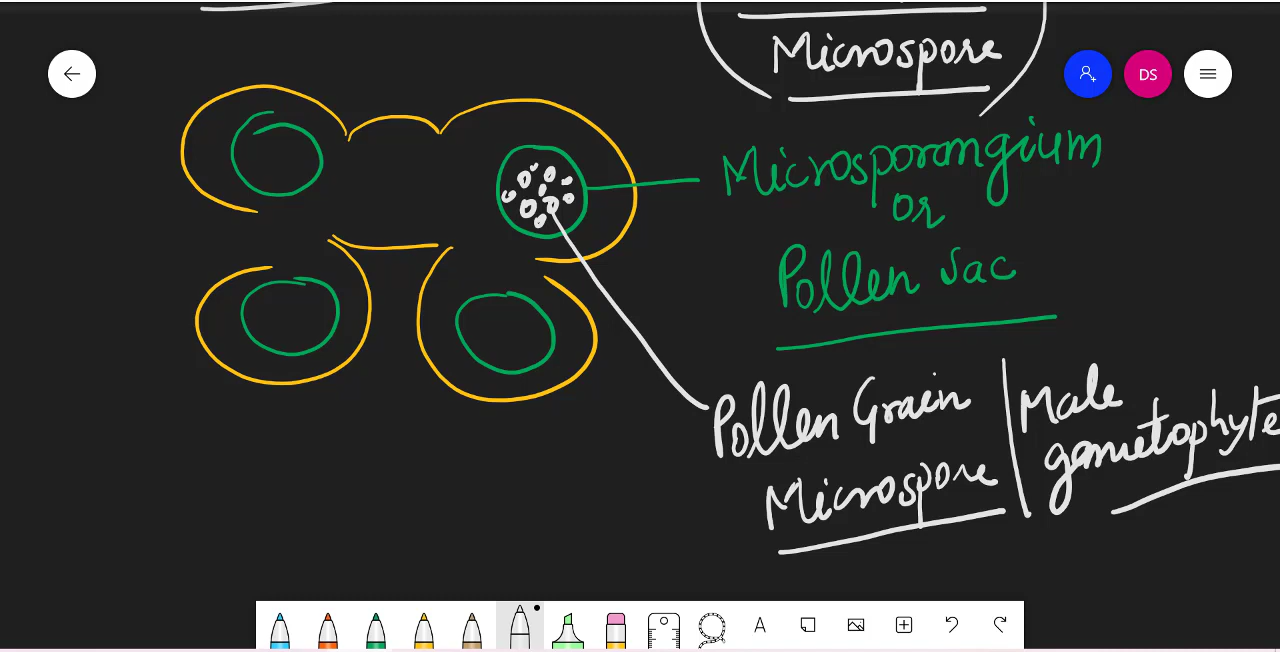 Microspore
DS
Microsporangium
or
Pollen Sac
Pollen Grain
Microspore
Male
gametophyte
A